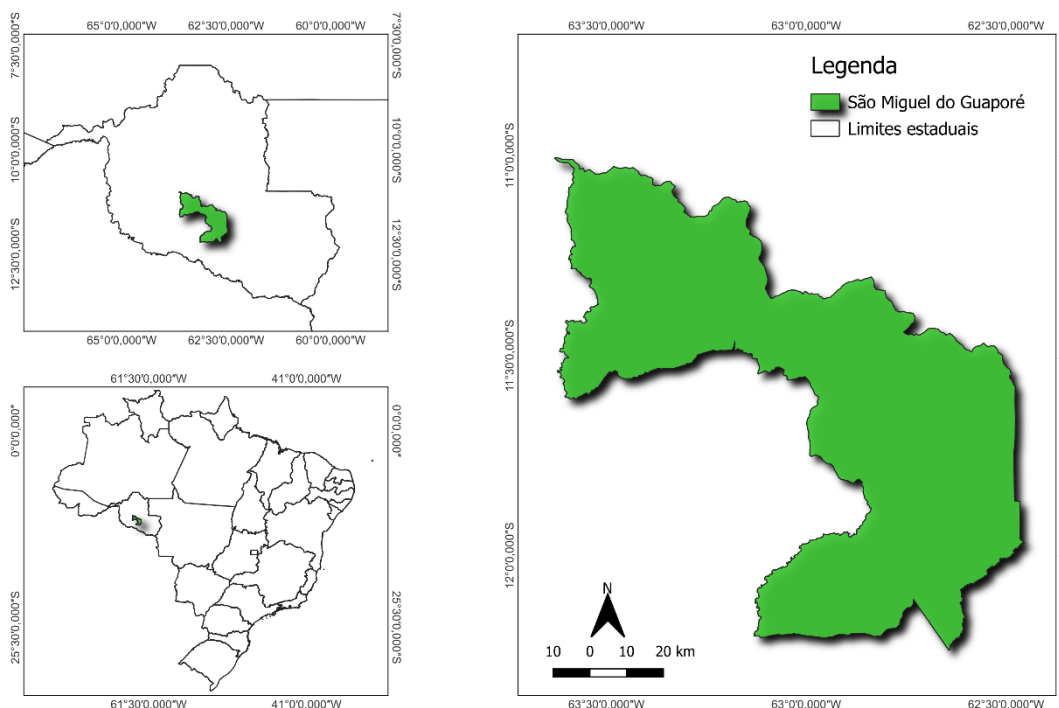 65°0'0,000"W 62°30'0,000"W 60°0'0,000"W
7°30'0,000"S
7°30'0,000"S
10°0'0,000"S
10°0'0,000"S
12°30'0,000"S
12°30'0,000"S
65°0'0,000"W 62°30'0,000"W 60°0'0,000"W
61°30'0,000"W 41°0'0,000"W
0°0'0,000"
0°0'0,000"
25°30'0,000"S
25°30'0,000"S
61°30'0,000"W 41°0'0,000"W
63°30'0,000"W 63°0'0,000"W 62°30'0,000"W
Legenda
São Miguel do Guaporé
Limites estaduais
11°0'0,000"S
11°30'0,000"S
12°0'0,000"S
N
10 0 10 20 km
63°30'0,000"W 63°0'0,000"W 62°30'0,000"W